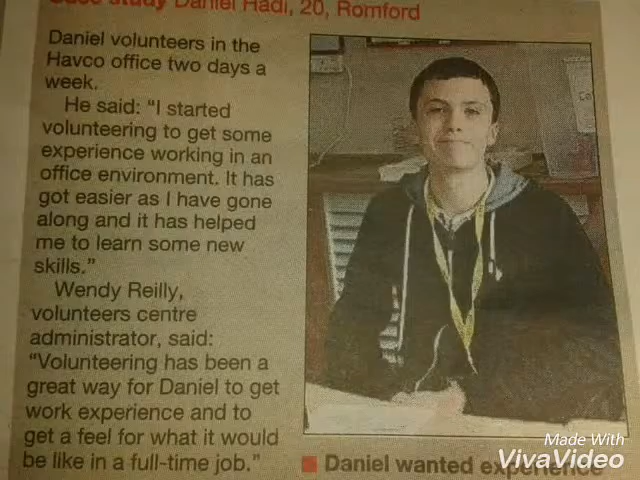 Case study Daniel Hadi, 20, Romford
Daniel volunteers in the
Havco office two days a
week.
He said: “I started
volunteering to get some
experience working in an
office environment. It has
got easier as I have gone
along and it has helped
me to learn some new
skills.”
Wendy Reilly,
volunteers centre
administrator, said:
“Volunteering has been a
great way for Daniel to get
work experience and to
get a feel for what it would
be like in a full-time job.”
Daniel wanted experience
Made With
VivaVideo